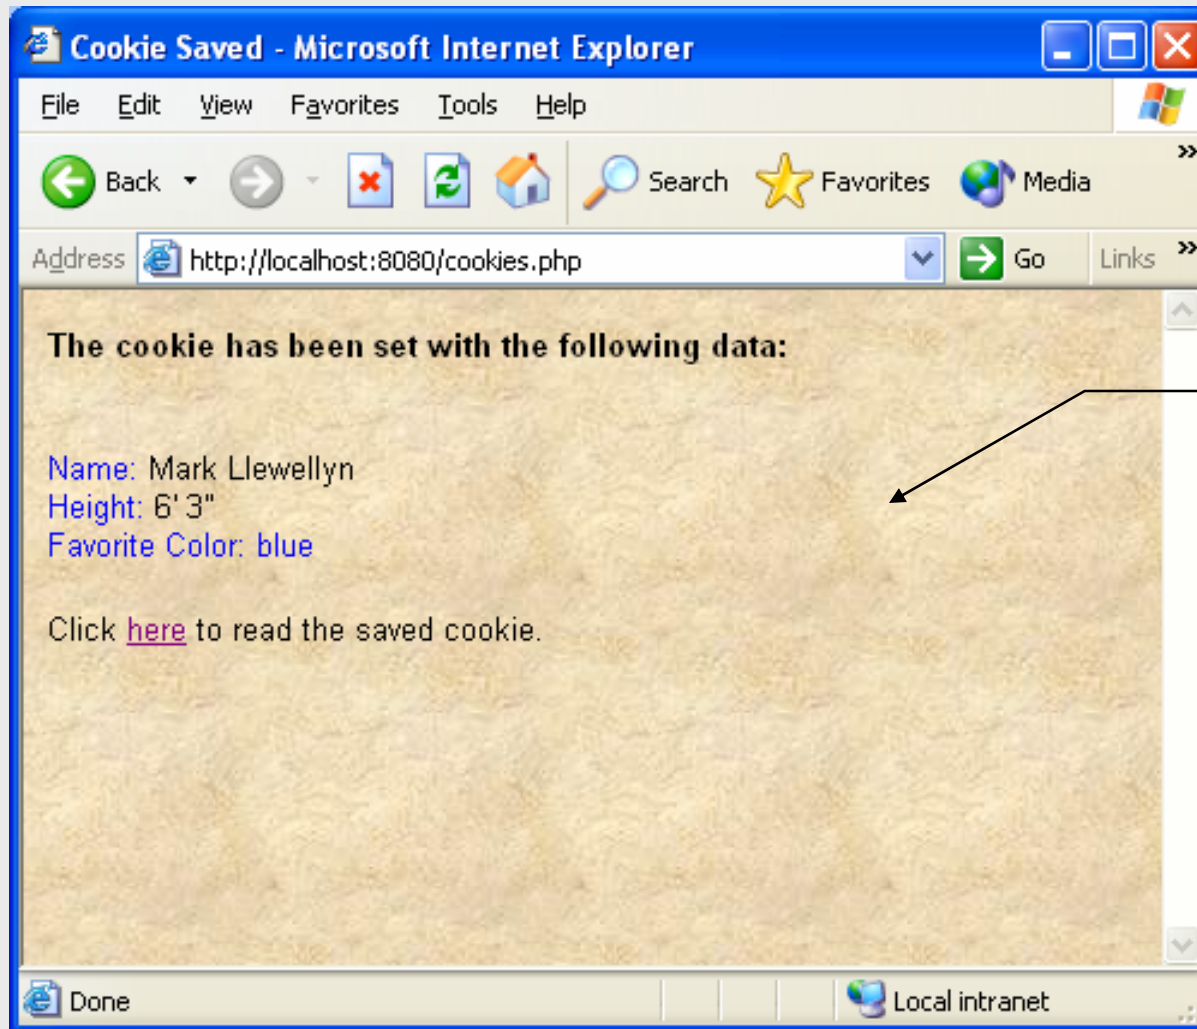 Cookie Saved - Microsoft Internet Explorer
File Edit View Favorites Tools Help
Back Search Favorites Media »
Address http://localhost:8080/cookies.php Go Links »
The cookie has been set with the following data:
Name: Mark Llewellyn
Height: 6' 3"
Favorite Color: blue
Click here to read the saved cookie.
Done Local intranet